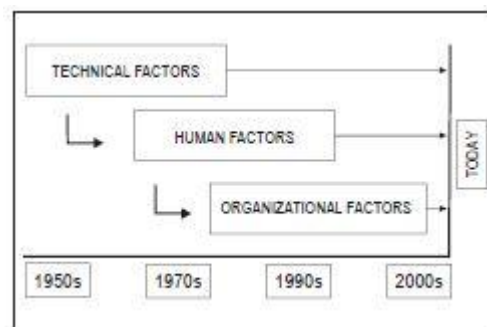 TECHNICAL FACTORS
HUMAN FACTORS
TODAY
ORGANIZATIONAL FACTORS
1950s 1970s 1990s 2000s